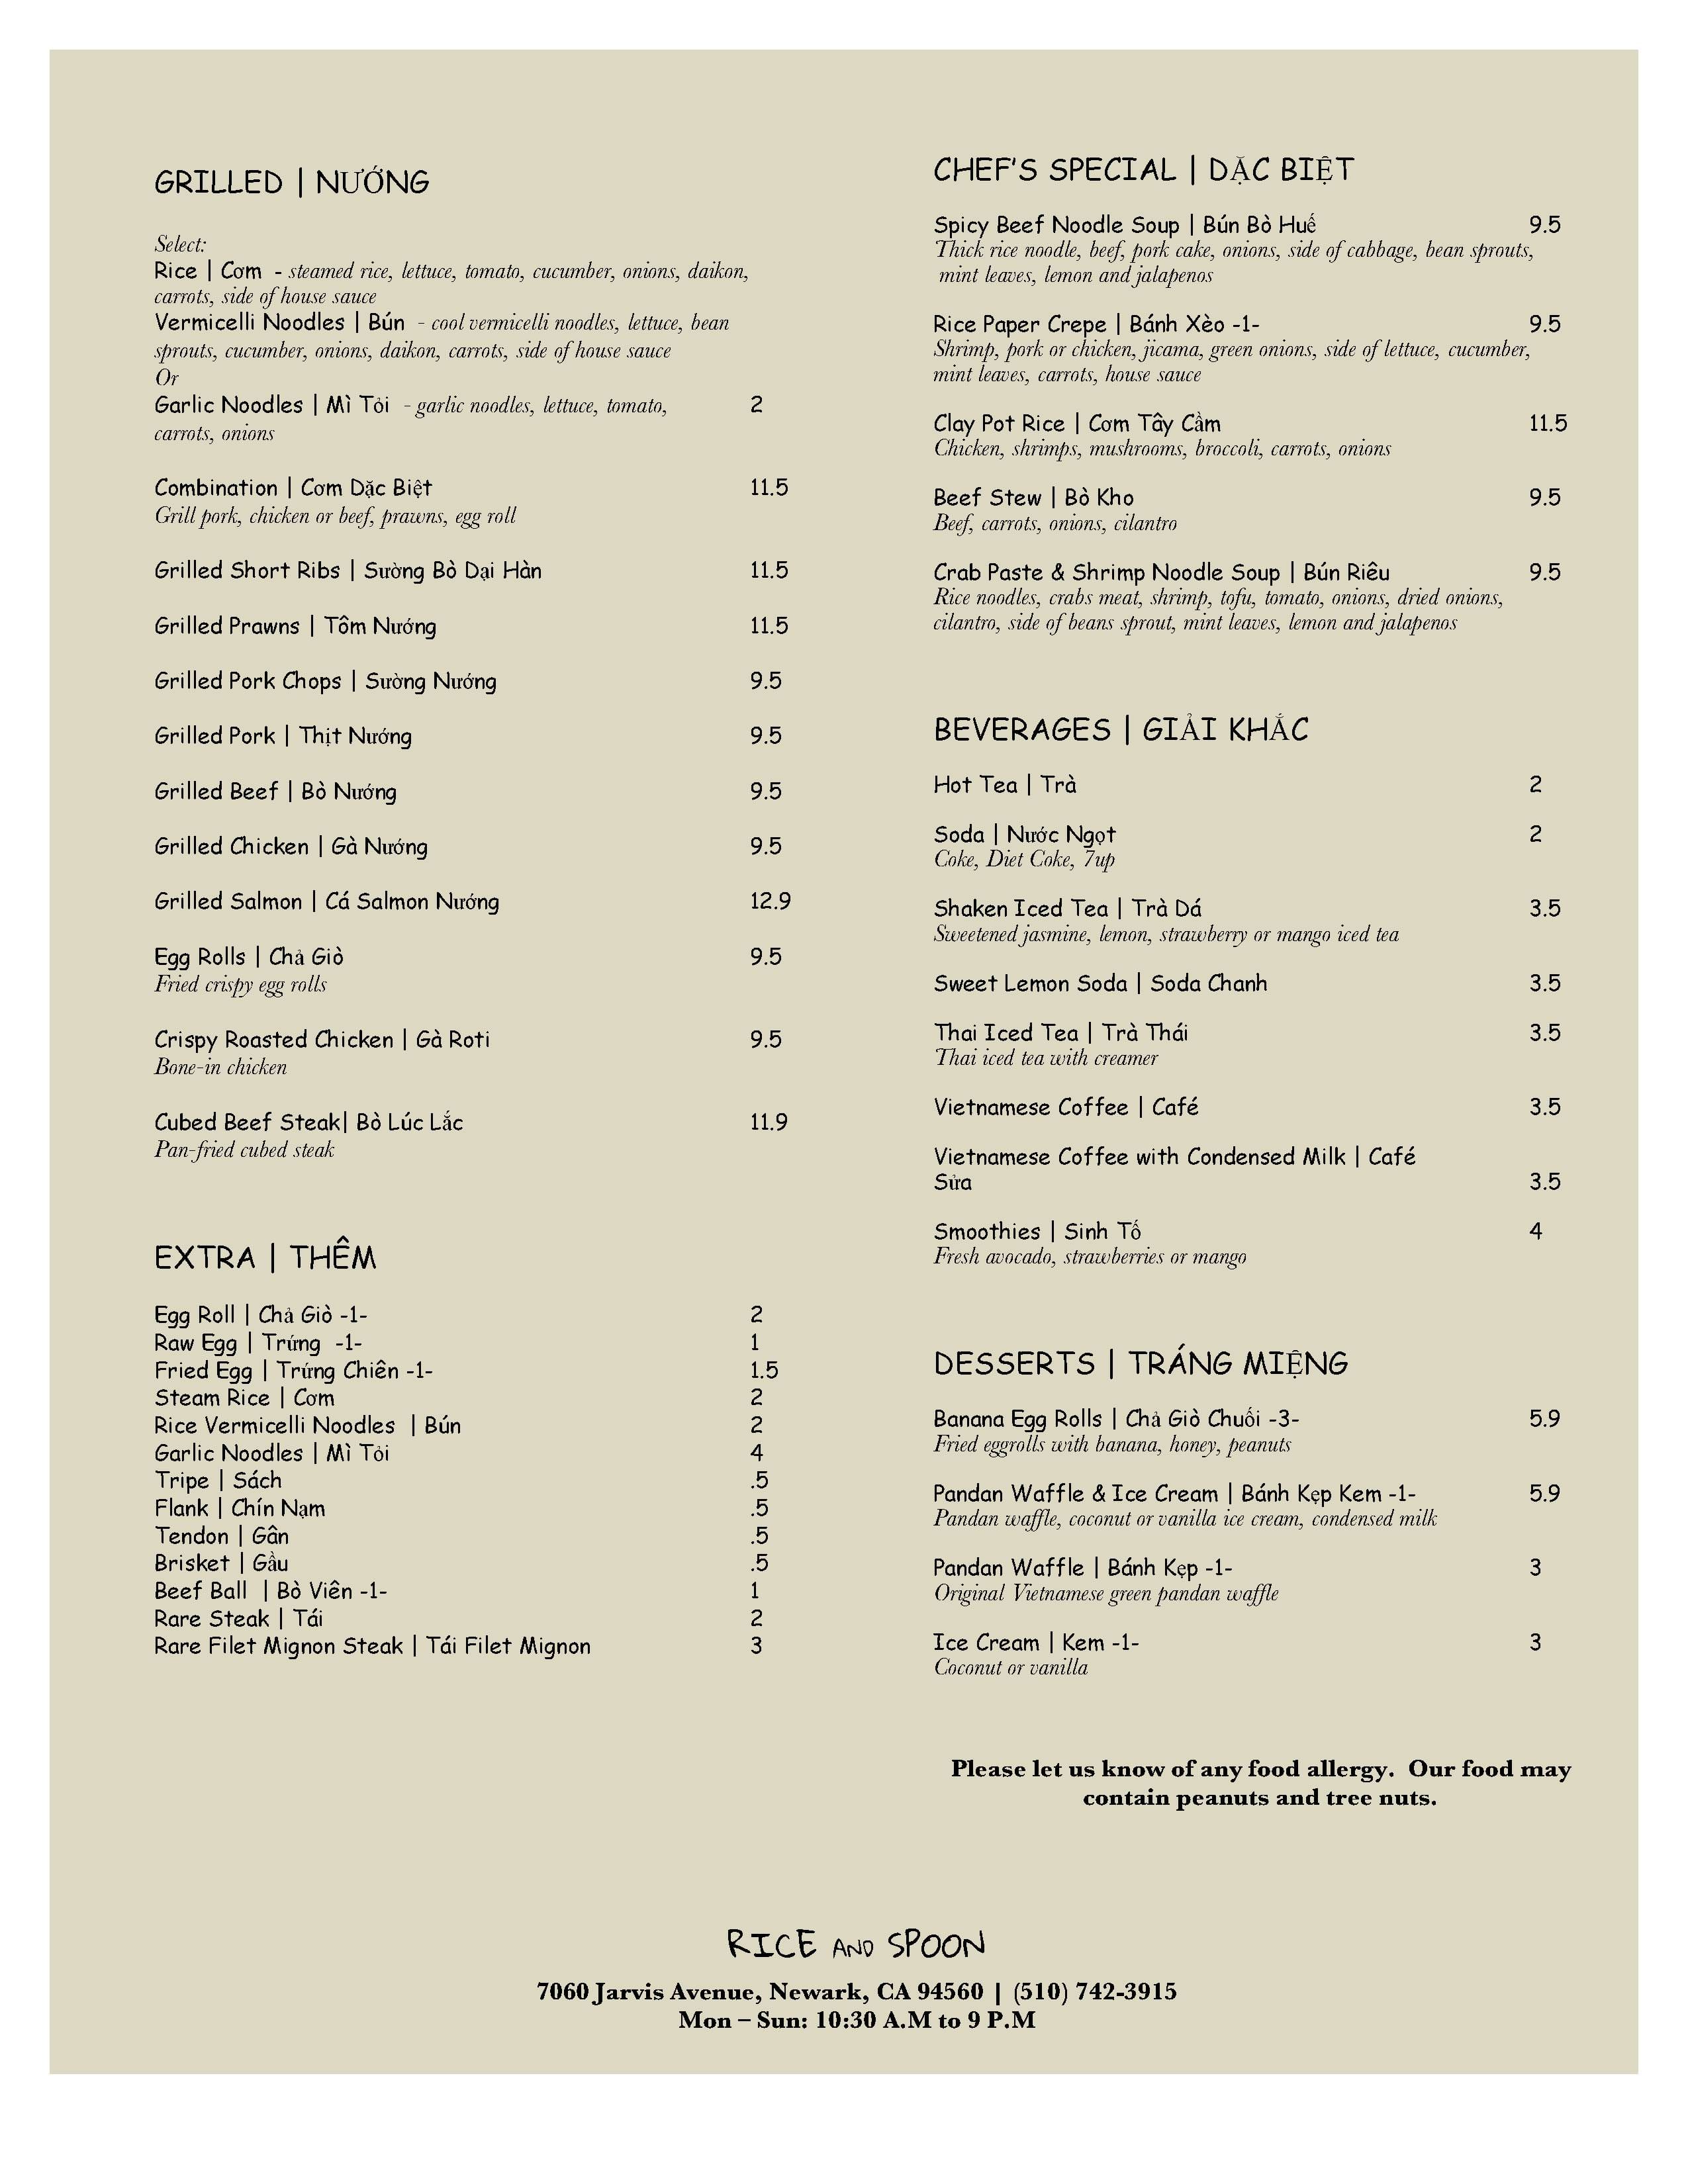 GRILLED | NƯỚNG
Select:
Rice | Cơm - steamed rice, lettuce, tomato, cucumber, onions, daikon,
carrots, side of house sauce
Vermicelli Noodles | Bún - cool vermicelli noodles, lettuce, bean
sprouts, cucumber, onions, daikon, carrots, side of house sauce
Or
Garlic Noodles | Mì Tỏi - garlic noodles, lettuce, tomato, 2
carrots, onions
Combination | Cơm Dặc Biệt 11.5
Grill pork, chicken or beef, prawns, egg roll
Grilled Short Ribs | Sường Bò Dại Hàn 11.5
Grilled Prawns | Tôm Nướng 11.5
Grilled Pork Chops | Sường Nướng 9.5
Grilled Pork | Thịt Nướng 9.5
Grilled Beef | Bò Nướng 9.5
Grilled Chicken | Gà Nướng 9.5
Grilled Salmon | Cá Salmon Nướng 12.9
Egg Rolls | Chả Giò 9.5
Fried crispy egg rolls
Crispy Roasted Chicken | Gà Roti 9.5
Bone-in chicken
Cubed Beef Steak| Bò Lúc Lắc 11.9
Pan-fried cubed steak
EXTRA | THÊM
Egg Roll | Chả Giò -1- 2
Raw Egg | Trứng -1- 1
Fried Egg | Trứng Chiên -1- 1.5
Steam Rice | Cơm 2
Rice Vermicelli Noodles | Bún 2
Garlic Noodles | Mì Tỏi 4
Tripe | Sách .5
Flank | Chín Nạm .5
Tendon | Gân .5
Brisket | Gầu .5
Beef Ball | Bò Viên -1- 1
Rare Steak | Tái 2
Rare Filet Mignon Steak | Tái Filet Mignon 3
CHEF'S SPECIAL | DẶC BIỆT
Spicy Beef Noodle Soup | Bún Bò Huế 9.5
Thick rice noodle, beef, pork cake, onions, side of cabbage, bean sprouts,
mint leaves, lemon and jalapenos
Rice Paper Crepe | Bánh Xèo -1- 9.5
Shrimp, pork or chicken, jicama, green onions, side of lettuce, cucumber,
mint leaves, carrots, house sauce
Clay Pot Rice | Cơm Tây Cầm 11.5
Chicken, shrimps, mushrooms, broccoli, carrots, onions
Beef Stew | Bò Kho 9.5
Beef, carrots, onions, cilantro
Crab Paste & Shrimp Noodle Soup | Bún Riêu 9.5
Rice noodles, crabs meat, shrimp, tofu, tomato, onions, dried onions,
cilantro, side of beans sprout, mint leaves, lemon and jalapenos
BEVERAGES | GIẢI KHẮC
Hot Tea | Trà 2
Soda | Nước Ngọt 2
Coke, Diet Coke, 7up
Shaken Iced Tea | Trà Dá 3.5
Sweetened jasmine, lemon, strawberry or mango iced tea
Sweet Lemon Soda | Soda Chanh 3.5
Thai Iced Tea | Trà Thái 3.5
Thai iced tea with creamer
Vietnamese Coffee | Café 3.5
Vietnamese Coffee with Condensed Milk | Café
Sửa 3.5
Smoothies | Sinh Tố 4
Fresh avocado, strawberries or mango
DESSERTS | TRÁNG MIỆNG
Banana Egg Rolls | Chả Giò Chuối -3- 5.9
Fried eggrolls with banana, honey, peanuts
Pandan Waffle & Ice Cream | Bánh Kẹp Kem -1- 5.9
Pandan waffle, coconut or vanilla ice cream, condensed milk
Pandan Waffle | Bánh Kẹp -1- 3
Original Vietnamese green pandan waffle
Ice Cream | Kem -1- 3
Coconut or vanilla
Please let us know of any food allergy. Our food may
contain peanuts and tree nuts.
RICE AND SPOON
7060 Jarvis Avenue, Newark, CA 94560 | (510) 742-3915
Mon – Sun: 10:30 A.M to 9 P.M